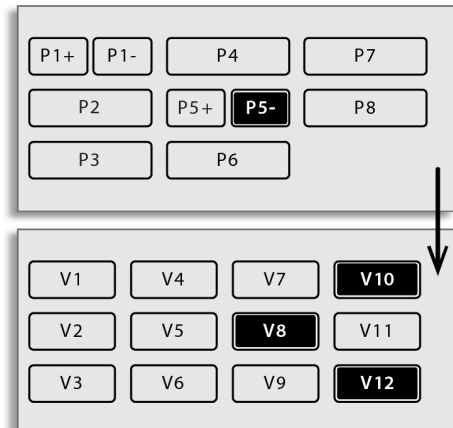 P1+ P1- P4 P7
P2 P5+ P5- P8
P3 P6
V1 V4 V7 V10
V2 V5 V8 V11
V3 V6 V9 V12